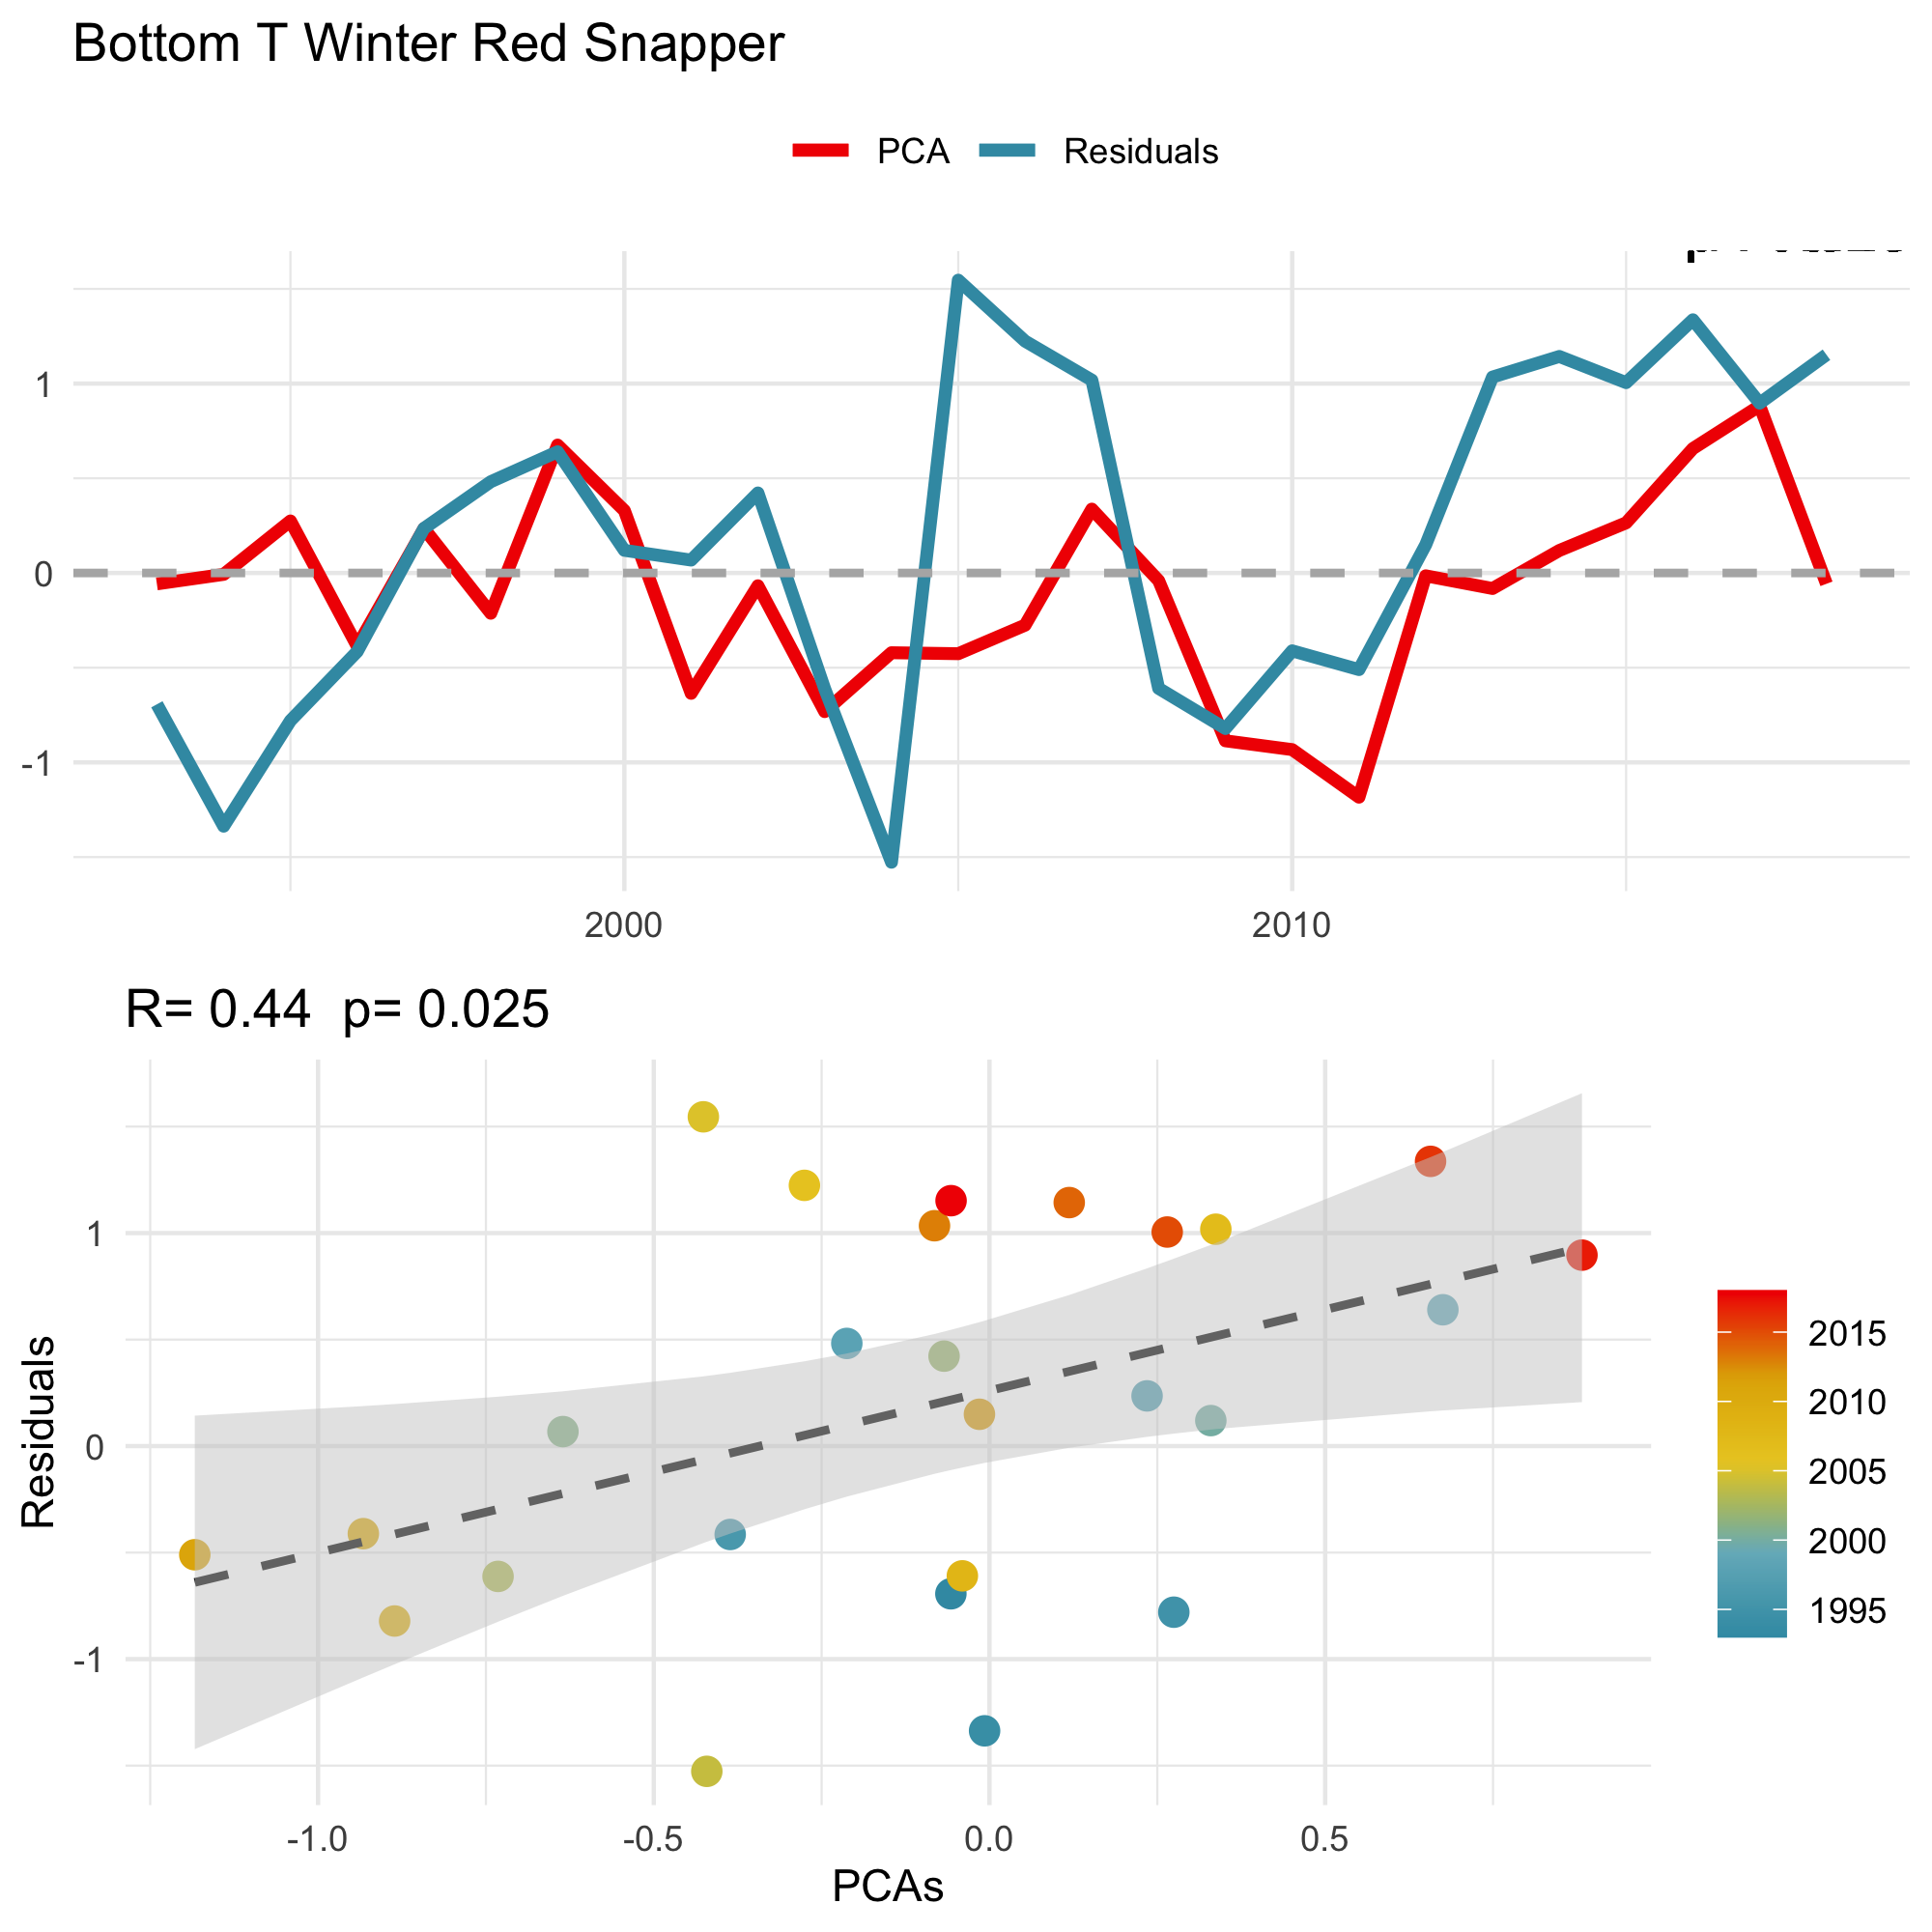 Bottom T Winter Red Snapper
PCA Residuals
1
0
-1
2000 2010
R= 0.44 p= 0.025
Residuals
1
0
-1
-1.0 -0.5 0.0 0.5
PCAs
2015
2010
2005
2000
1995